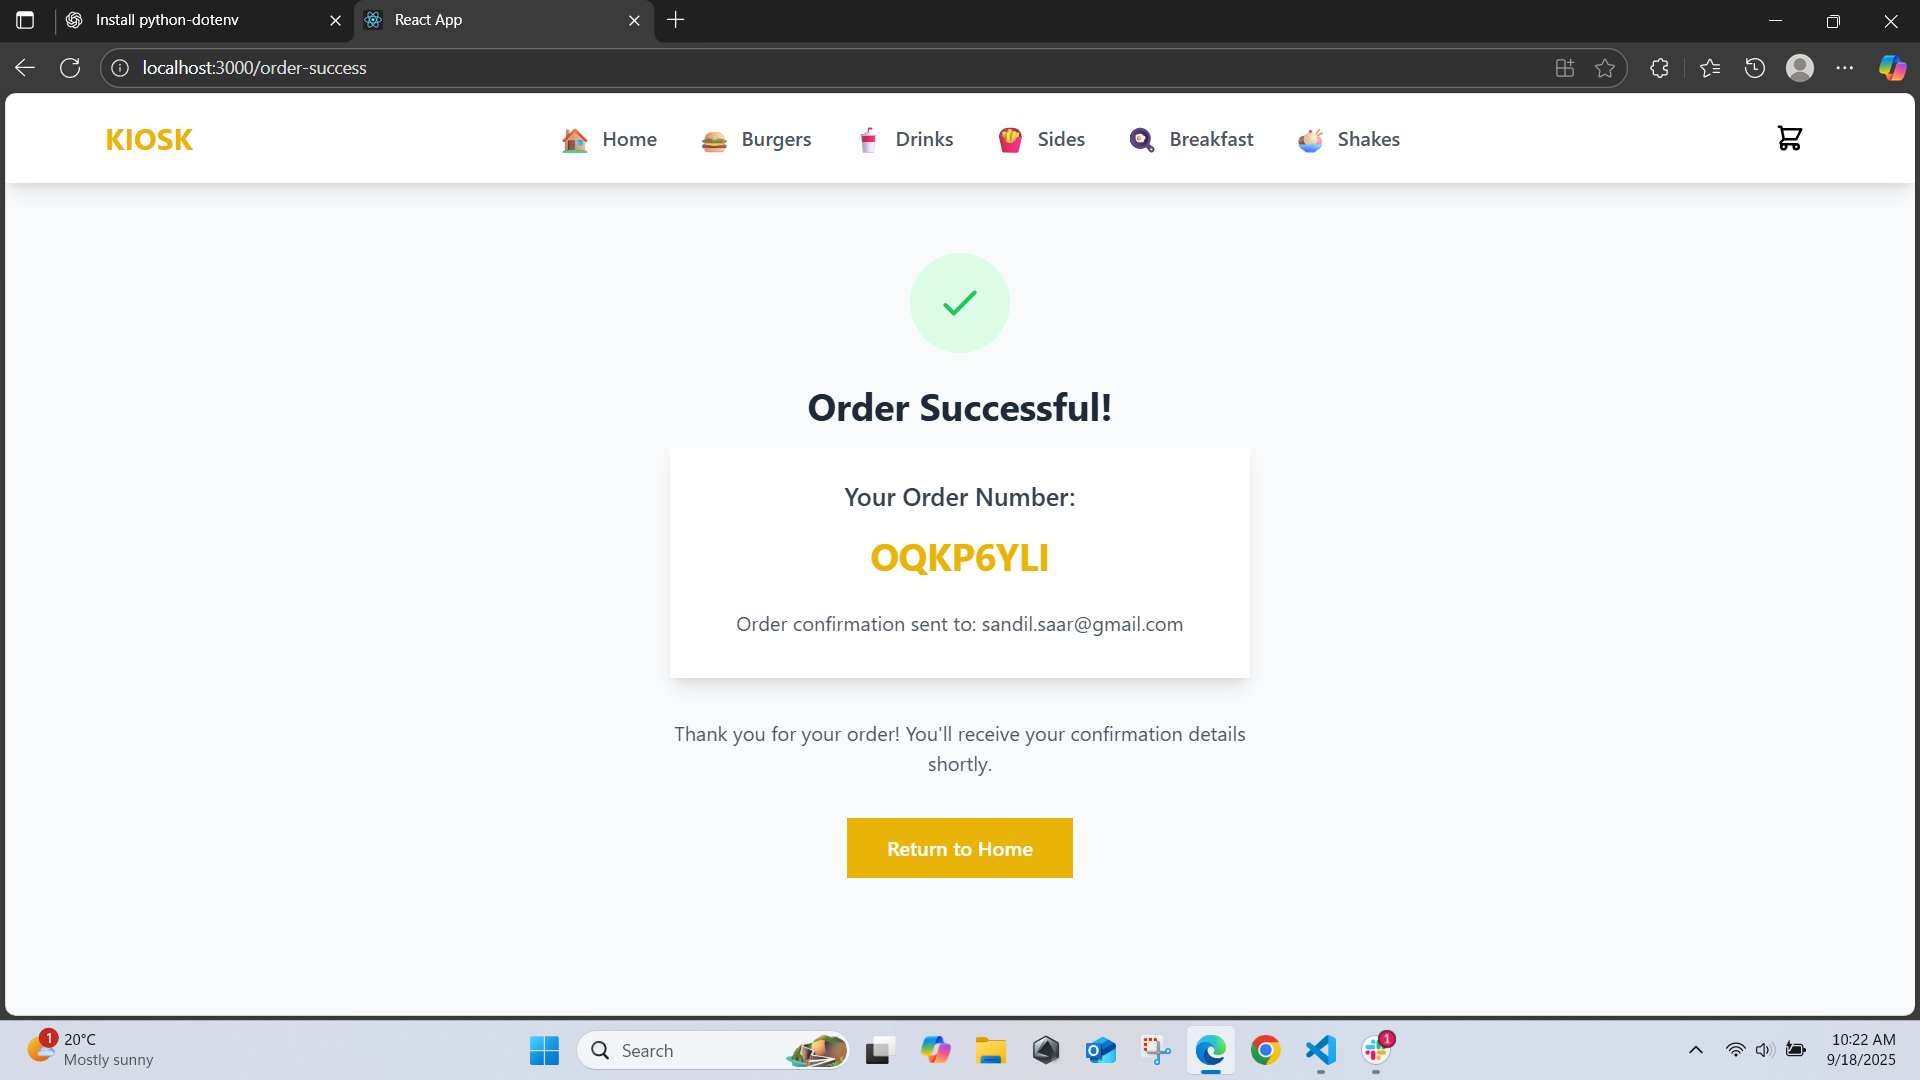 Install python-dotenv
React App
localhost:3000/order-success
KIOSK
Home
Burgers
Drinks
Sides
Breakfast
Shakes
Order Successful!
Your Order Number:
OQKP6YLI
Order confirmation sent to: sandil.saar@gmail.com
Thank you for your order! You'll receive your confirmation details
shortly.
Return to Home
1
20°C
Mostly sunny
Search
1
10:22 AM
9/18/2025